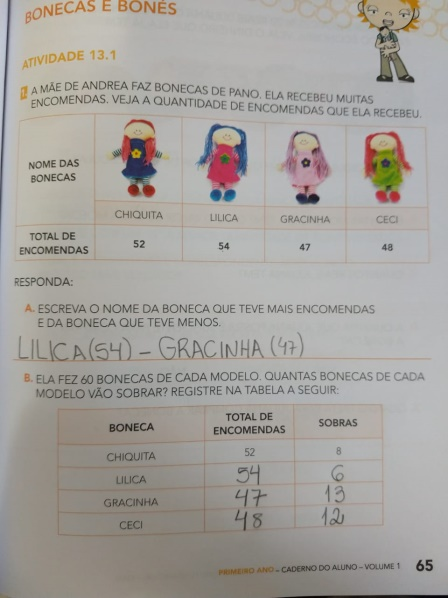 BONECAS E BONÉS
ATIVIDADE 13.1
1. A MÃE DE ANDREA FAZ BONECAS DE PANO. ELA RECEBEU MUITAS
ENCOMENDAS. VEJA A QUANTIDADE DE ENCOMENDAS QUE ELA RECEBEU.
NOME DAS
BONECAS
CHIQUITA LILICA GRACINHA CECI
TOTAL DE
ENCOMENDAS 52 54 47 48
RESPONDA:
A. ESCREVA O NOME DA BONECA QUE TEVE MAIS ENCOMENDAS
E DA BONECA QUE TEVE MENOS.
LILICA (54) – GRACINHA (47)
B. ELA FEZ 60 BONECAS DE CADA MODELO. QUANTAS BONECAS DE CADA
MODELO VÃO SOBRAR? REGISTRE NA TABELA A SEGUIR:
BONECA TOTAL DE ENCOMENDAS SOBRAS
CHIQUITA 52 8
LILICA 54 6
GRACINHA 47 13
CECI 48 12
PRIMEIRO ANO – CADERNO DO ALUNO – VOLUME 1 65